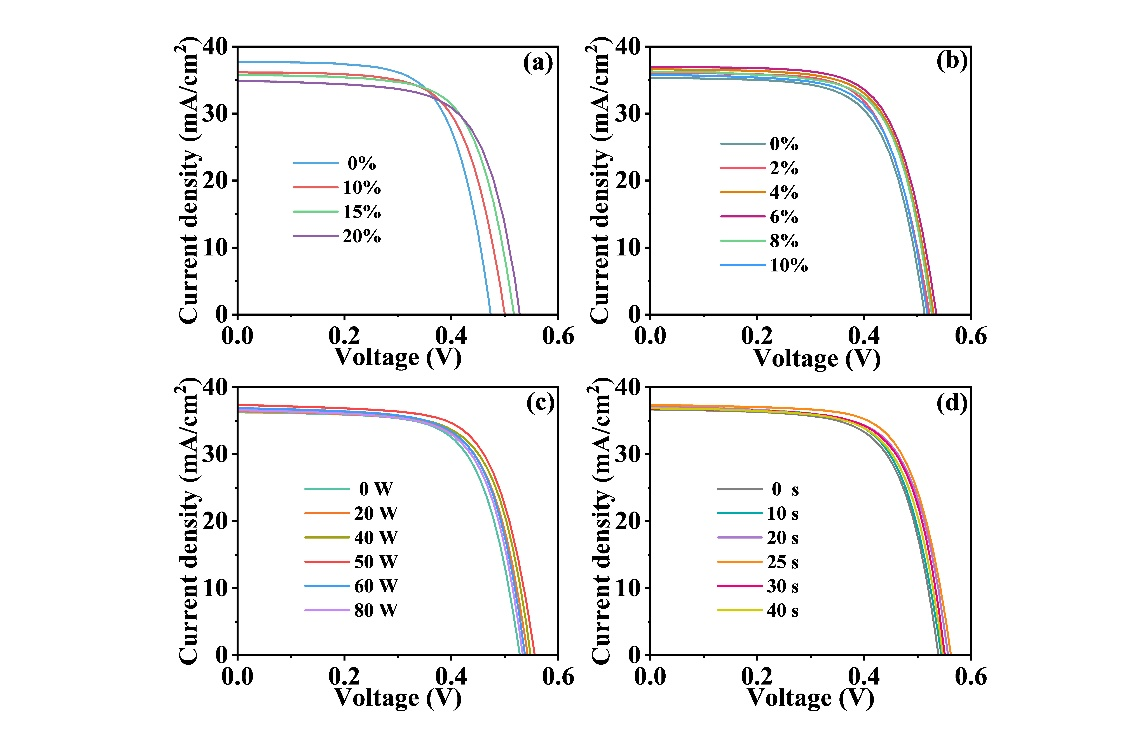 (a)
Current density (mA/cm²)
40
30
20
10
0
0%
10%
15%
20%
0.0 0.2 0.4 0.6
Voltage (V)
(b)
Current density (mA/cm²)
40
30
20
10
0
0%
2%
4%
6%
8%
10%
0.0 0.2 0.4 0.6
Voltage (V)
(c)
Current density (mA/cm²)
40
30
20
10
0
0 W
20 W
40 W
50 W
60 W
80 W
0.0 0.2 0.4 0.6
Voltage (V)
(d)
Current density (mA/cm²)
40
30
20
10
0
0 s
10 s
20 s
25 s
30 s
40 s
0.0 0.2 0.4 0.6
Voltage (V)